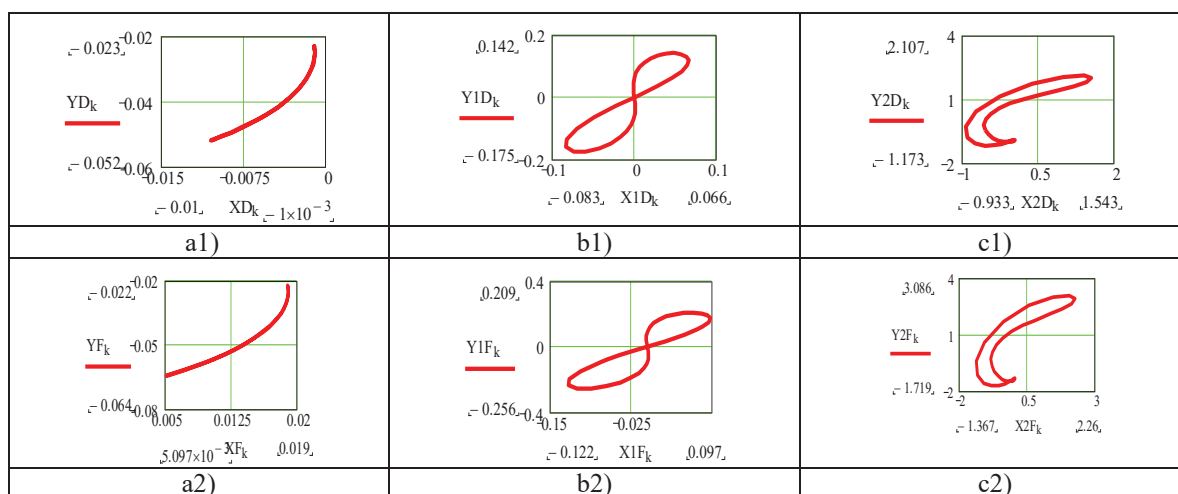 -0.023 -0.02
YD_k -0.04
-0.052 -0.06
-0.015 -0.0075 0
-0.01 XD_k -1×10^-3
a1)
0.142 0.2
Y1D_k 0
-0.175 -0.2
0 0.1
-0.083 X1D_k 0.066
b1)
2.107 4
Y2D_k 1
-1.173 -2
-1 0.5 2
-0.933 X2D_k 1.543
c1)
-0.022 -0.02
YF_k -0.05
-0.064 -0.08
0.005 0.0125 0.02
5.097×10^-3 XF_k 0.019
a2)
0.209 0.4
Y1F_k 0
-0.256 -0.4
-0.15 -0.025
-0.122 X1F_k 0.097
b2)
3.086 4
Y2F_k 1
-1.719 -2
-2 0.5 3
-1.367 X2F_k 2.26
c2)